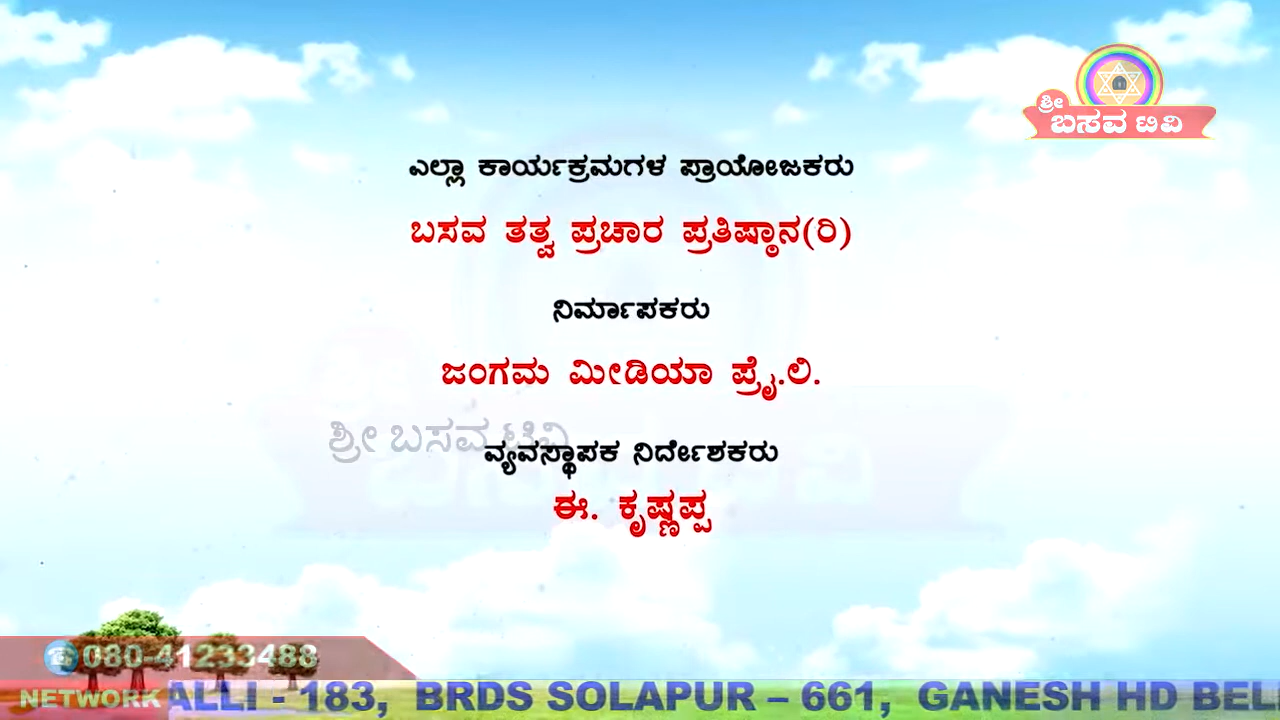 ಶ್ರೀ
ಬಸವ ಟಿವಿ
ಎಲ್ಲಾ ಕಾರ್ಯಕ್ರಮಗಳ ಪ್ರಾಯೋಜಕರು
ಬಸವ ತತ್ವ ಪ್ರಚಾರ ಪ್ರತಿಷ್ಠಾನ(ರಿ)
ನಿರ್ಮಾಪಕರು
ಜಂಗಮ ಮೀಡಿಯಾ ಪ್ರೈ.ಲಿ.
ಶ್ರೀ ಬಸವ ಟಿವಿ
ವ್ಯವಸ್ಥಾಪಕ ನಿರ್ದೇಶಕರು
ಈ. ಕೃಷ್ಣಪ್ಪ
080-41233488
NETWORK ALLI - 183, BRDS SOLAPUR – 661, GANESH HD BEL